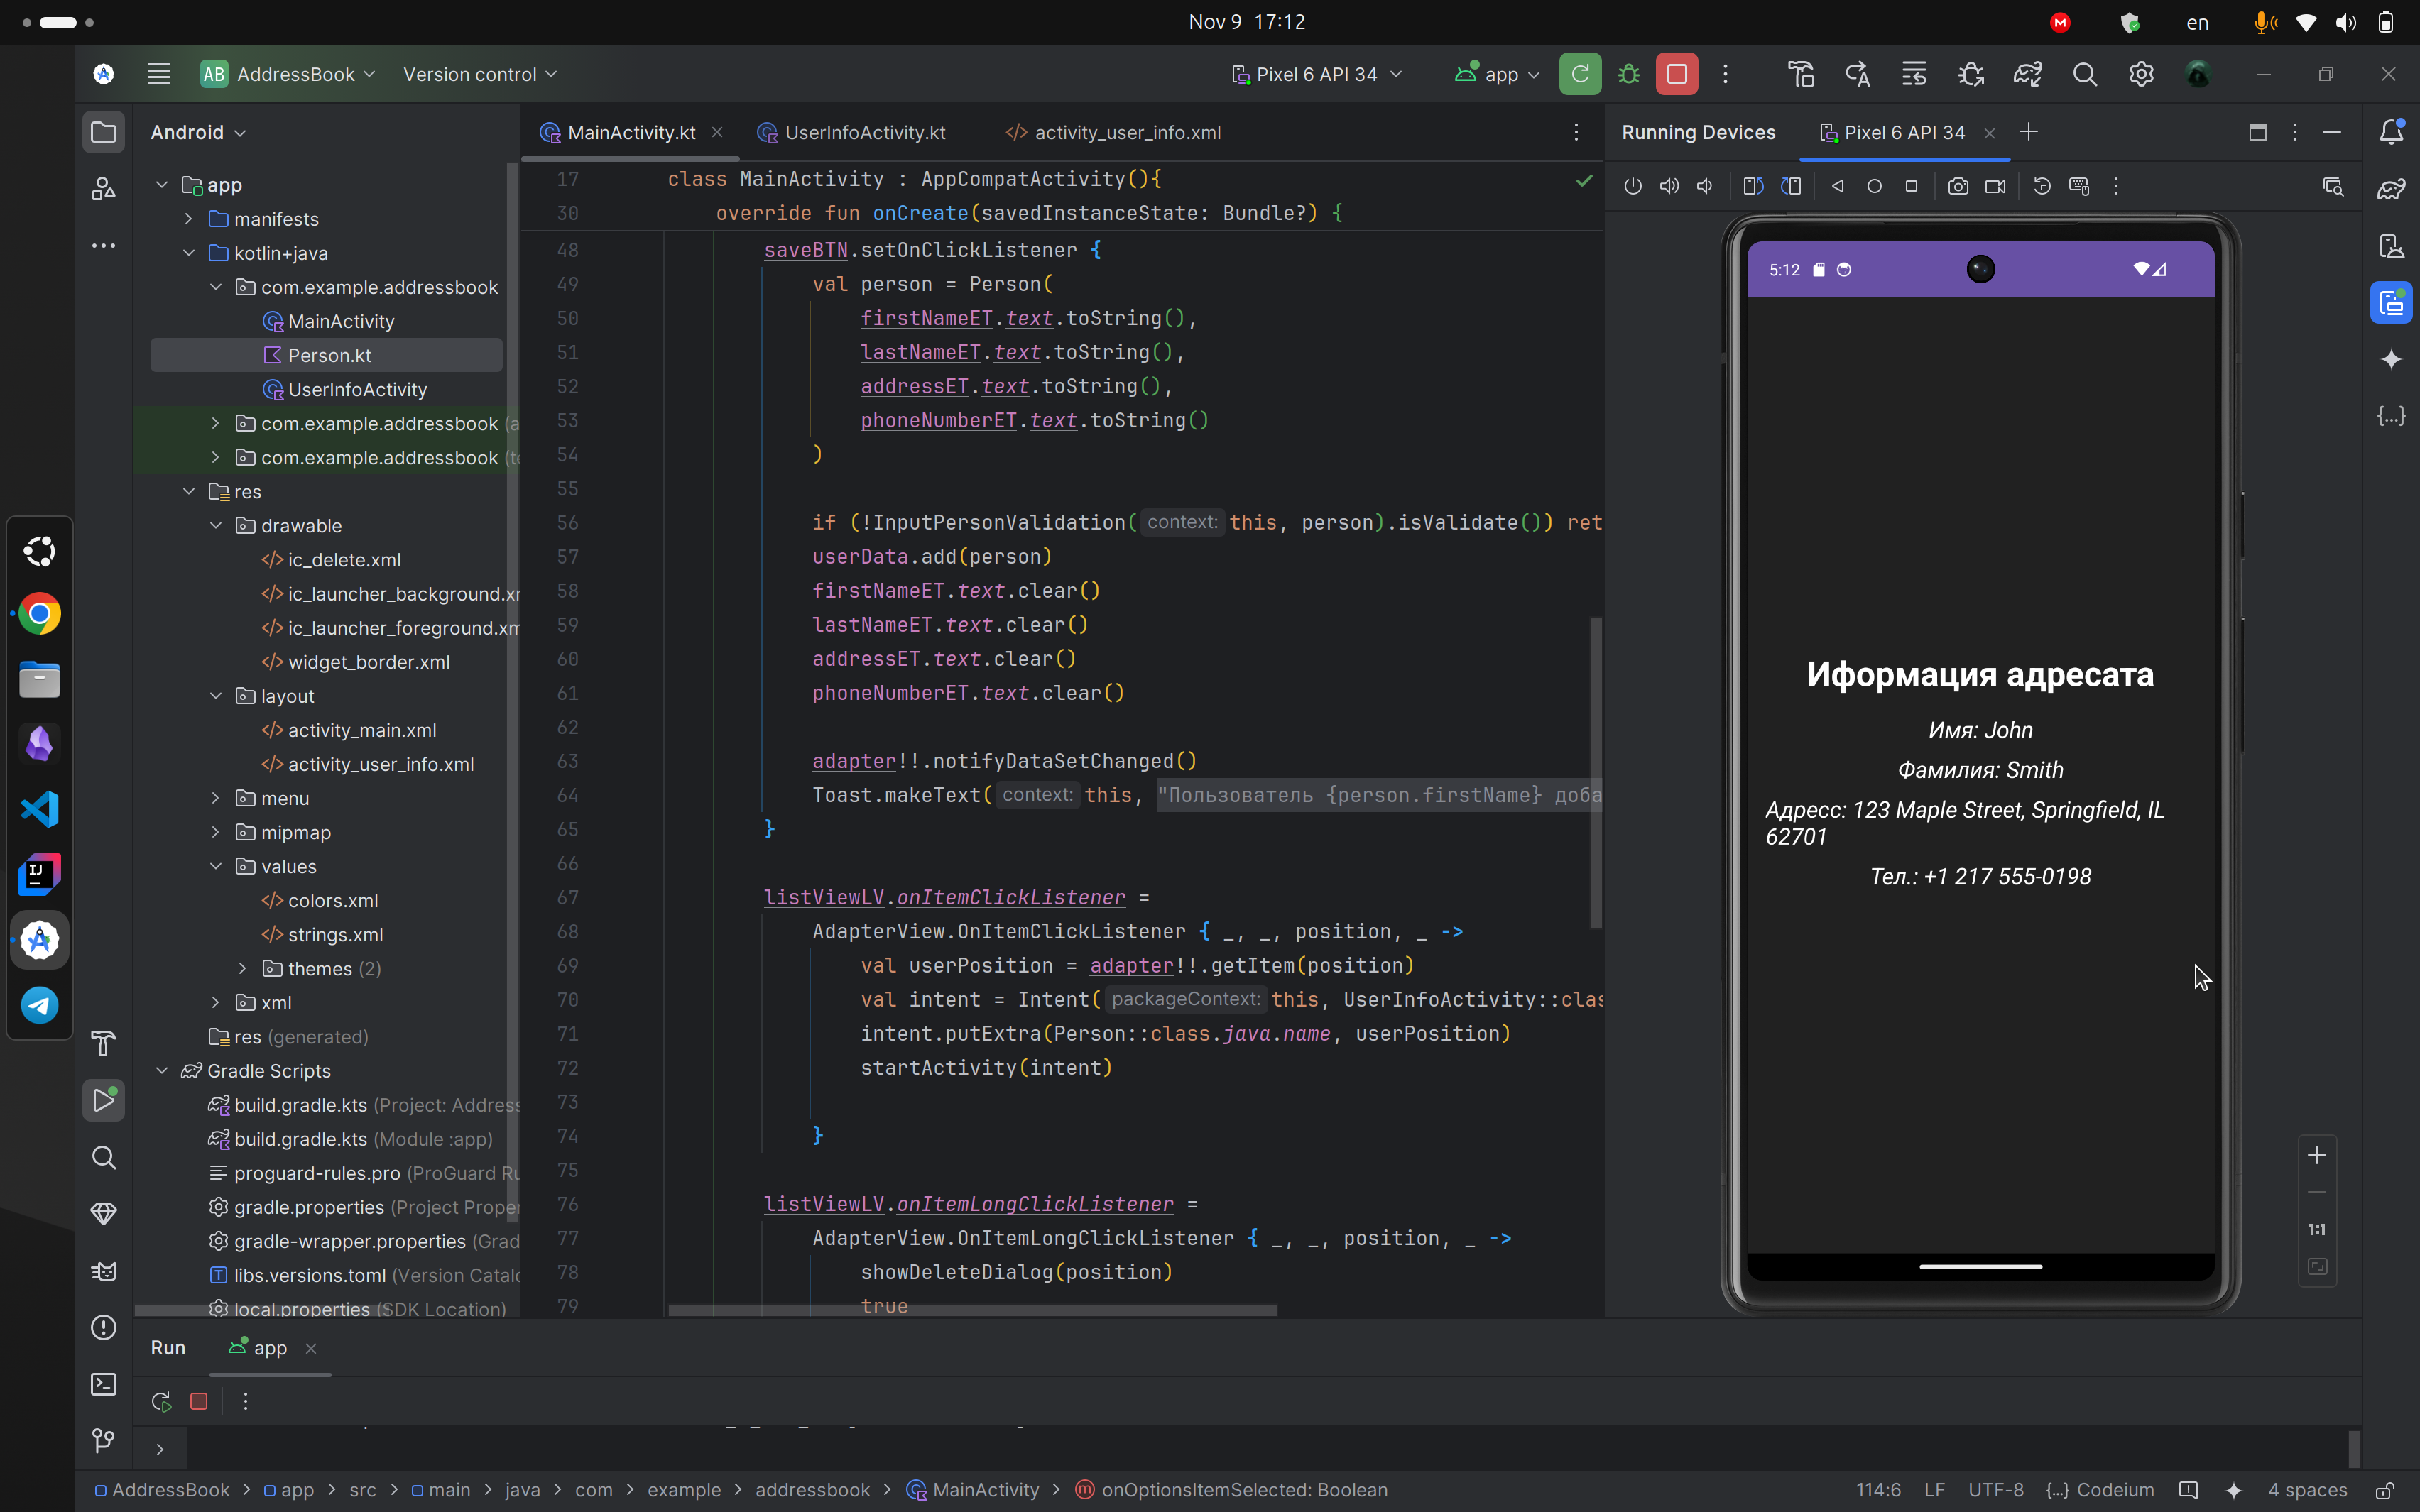 Nov 9 17:12
en
AB AddressBook
Version control
Pixel 6 API 34
app
Android
app
manifests
kotlin+java
com.example.addressbook
MainActivity
Person.kt
UserInfoActivity
com.example.addressbook (a
com.example.addressbook (te
res
drawable
ic_delete.xml
ic_launcher_background.xm
ic_launcher_foreground.xm
widget_border.xml
layout
activity_main.xml
activity_user_info.xml
menu
mipmap
values
colors.xml
strings.xml
themes (2)
xml
res (generated)
Gradle Scripts
build.gradle.kts (Project: Address
build.gradle.kts (Module :app)
proguard-rules.pro (ProGuard Ru
gradle.properties (Project Proper
gradle-wrapper.properties (Grad
libs.versions.toml (Version Catalo
local.properties (SDK Location)
MainActivity.kt
UserInfoActivity.kt
activity_user_info.xml
17 class MainActivity : AppCompatActivity(){
30 override fun onCreate(savedInstanceState: Bundle?) {
48 saveBTN.setOnClickListener {
49 val person = Person(
50 firstNameET.text.toString(),
51 lastNameET.text.toString(),
52 addressET.text.toString(),
53 phoneNumberET.text.toString()
54 )
55
56 if (!InputPersonValidation( context: this, person).isValidate()) ret
57 userData.add(person)
58 firstNameET.text.clear()
59 lastNameET.text.clear()
60 addressET.text.clear()
61 phoneNumberET.text.clear()
62
63 adapter!!.notifyDataSetChanged()
64 Toast.makeText( context: this, "Пользователь {person.firstName} доба
65 }
66
67 listViewLV.onItemClickListener =
68 AdapterView.OnItemClickListener { _, _, position, _ ->
69 val userPosition = adapter!!.getItem(position)
70 val intent = Intent( packageContext: this, UserInfoActivity::clas
71 intent.putExtra(Person::class.java.name, userPosition)
72 startActivity(intent)
73
74 }
75
76 listViewLV.onItemLongClickListener =
77 AdapterView.OnItemLongClickListener { _, _, position, _ ->
78 showDeleteDialog(position)
79 true
Running Devices
Pixel 6 API 34
5:12
Иформация адресата
Имя: John
Фамилия: Smith
Адресс: 123 Maple Street, Springfield, IL
62701
Тел.: +1 217 555-0198
1:1
Run
app
AddressBook > app > src > main > java > com > example > addressbook > MainActivity > onOptionsItemSelected: Boolean
114:6 LF UTF-8 {...} Codeium 4 spaces